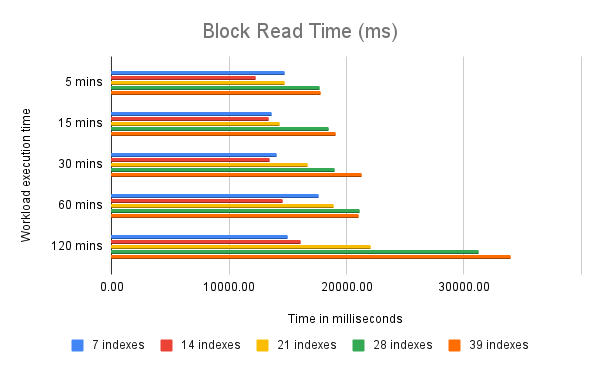 Block Read Time (ms)
Workload execution time
5 mins
15 mins
30 mins
60 mins
120 mins
0.00 10000.00 20000.00 30000.00
Time in milliseconds
7 indexes 14 indexes 21 indexes 28 indexes 39 indexes